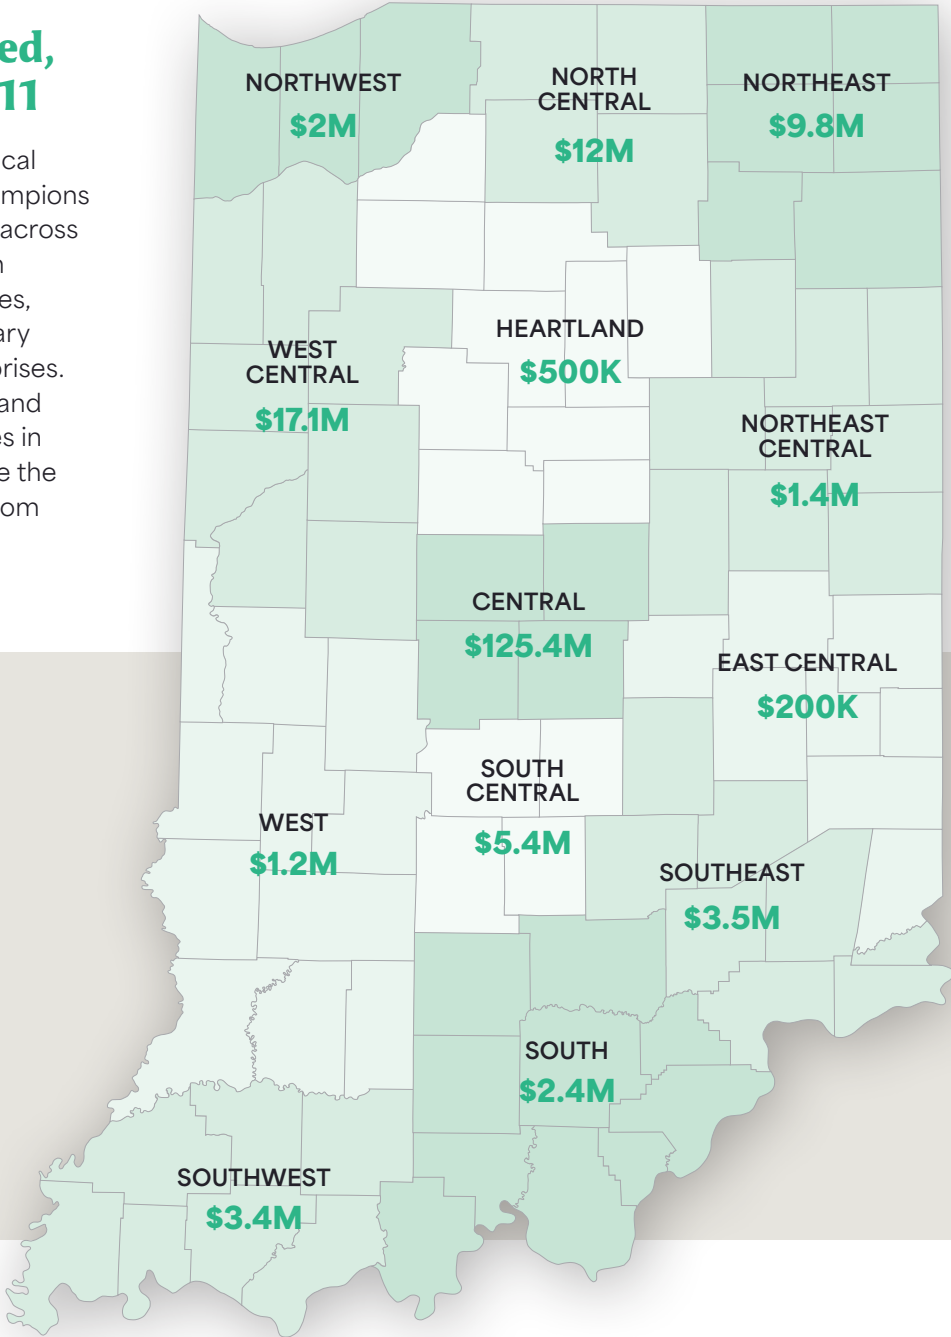 ed,
11
cal
mpions
across
n
es,
ary
rises.
and
es in
e the
om
NORTHWEST
$2M
NORTH
CENTRAL
$12M
NORTHEAST
$9.8M
WEST
CENTRAL
$17.1M
HEARTLAND
$500K
NORTHEAST
CENTRAL
$1.4M
CENTRAL
$125.4M
EAST CENTRAL
$200K
SOUTH
CENTRAL
$5.4M
WEST
$1.2M
SOUTHEAST
$3.5M
SOUTH
$2.4M
SOUTHWEST
$3.4M